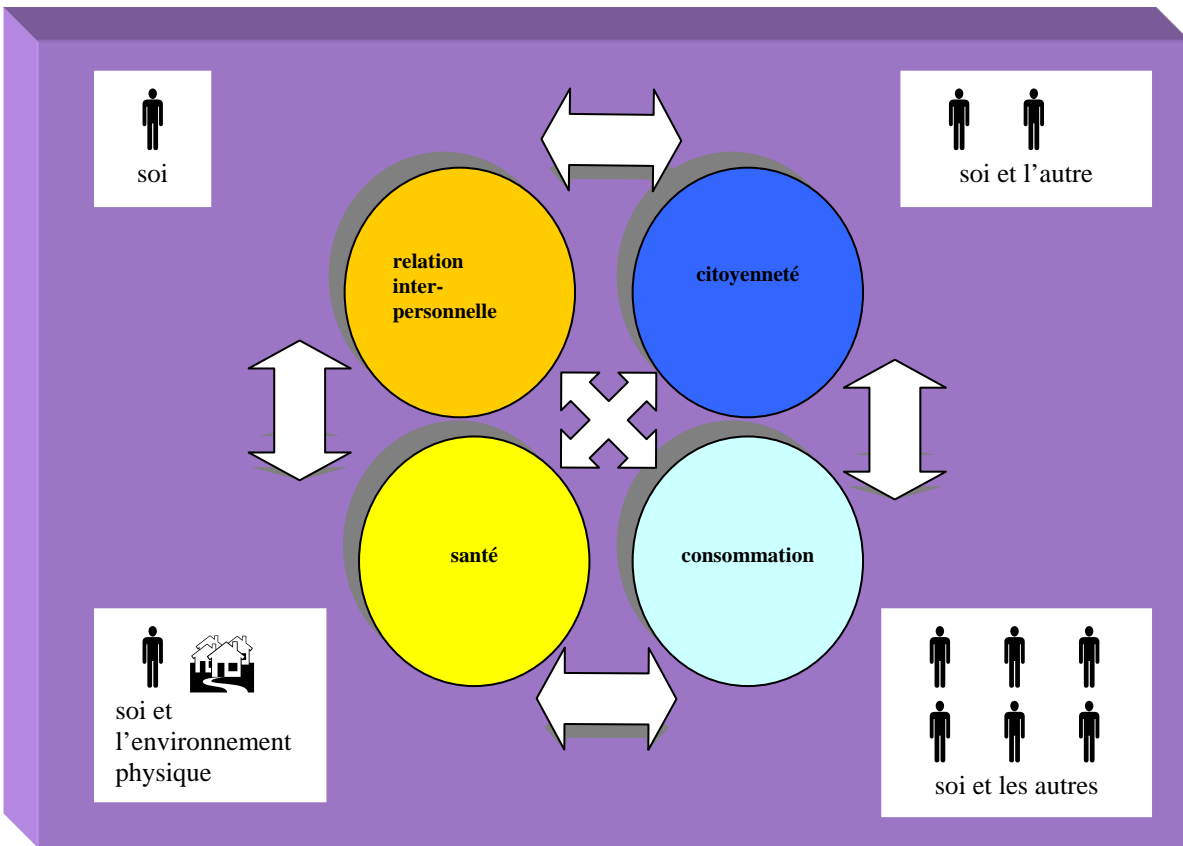 soi
soi et l'autre
relation
inter-
personnelle
citoyenneté
santé
consommation
soi et
l'environnement
physique
soi et les autres